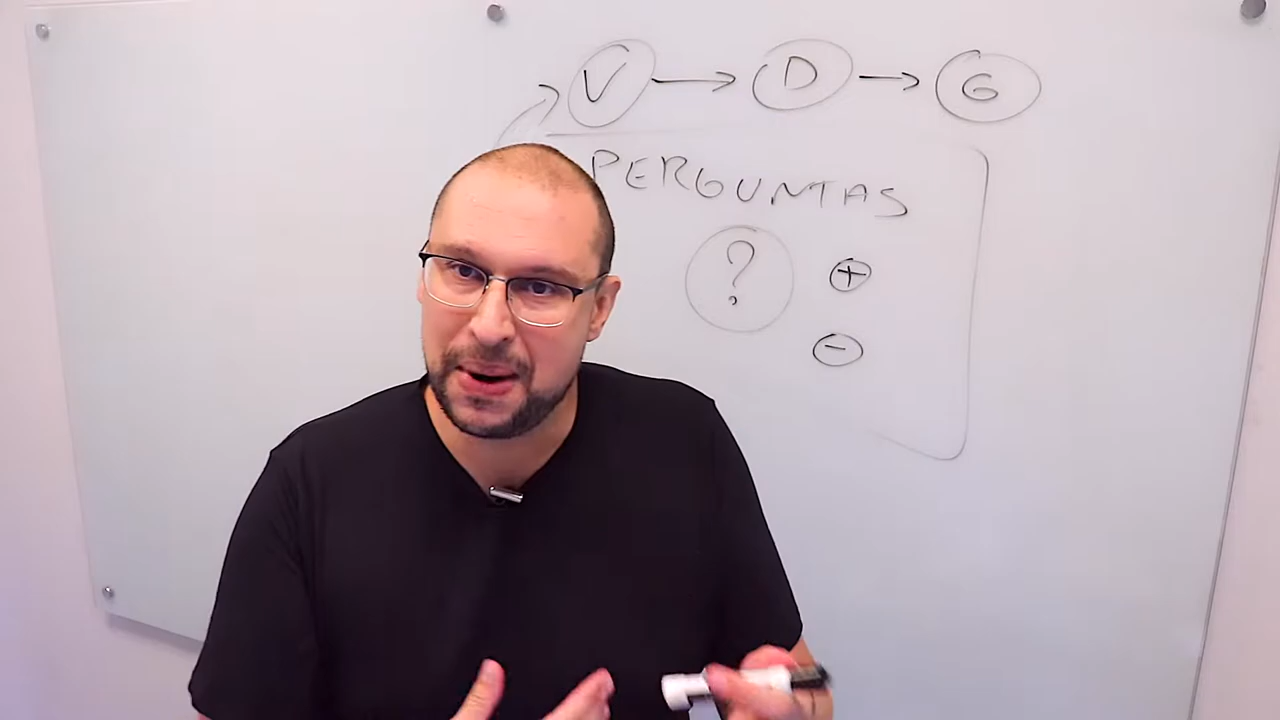 V → D → G
PERGUNTAS
? +
-